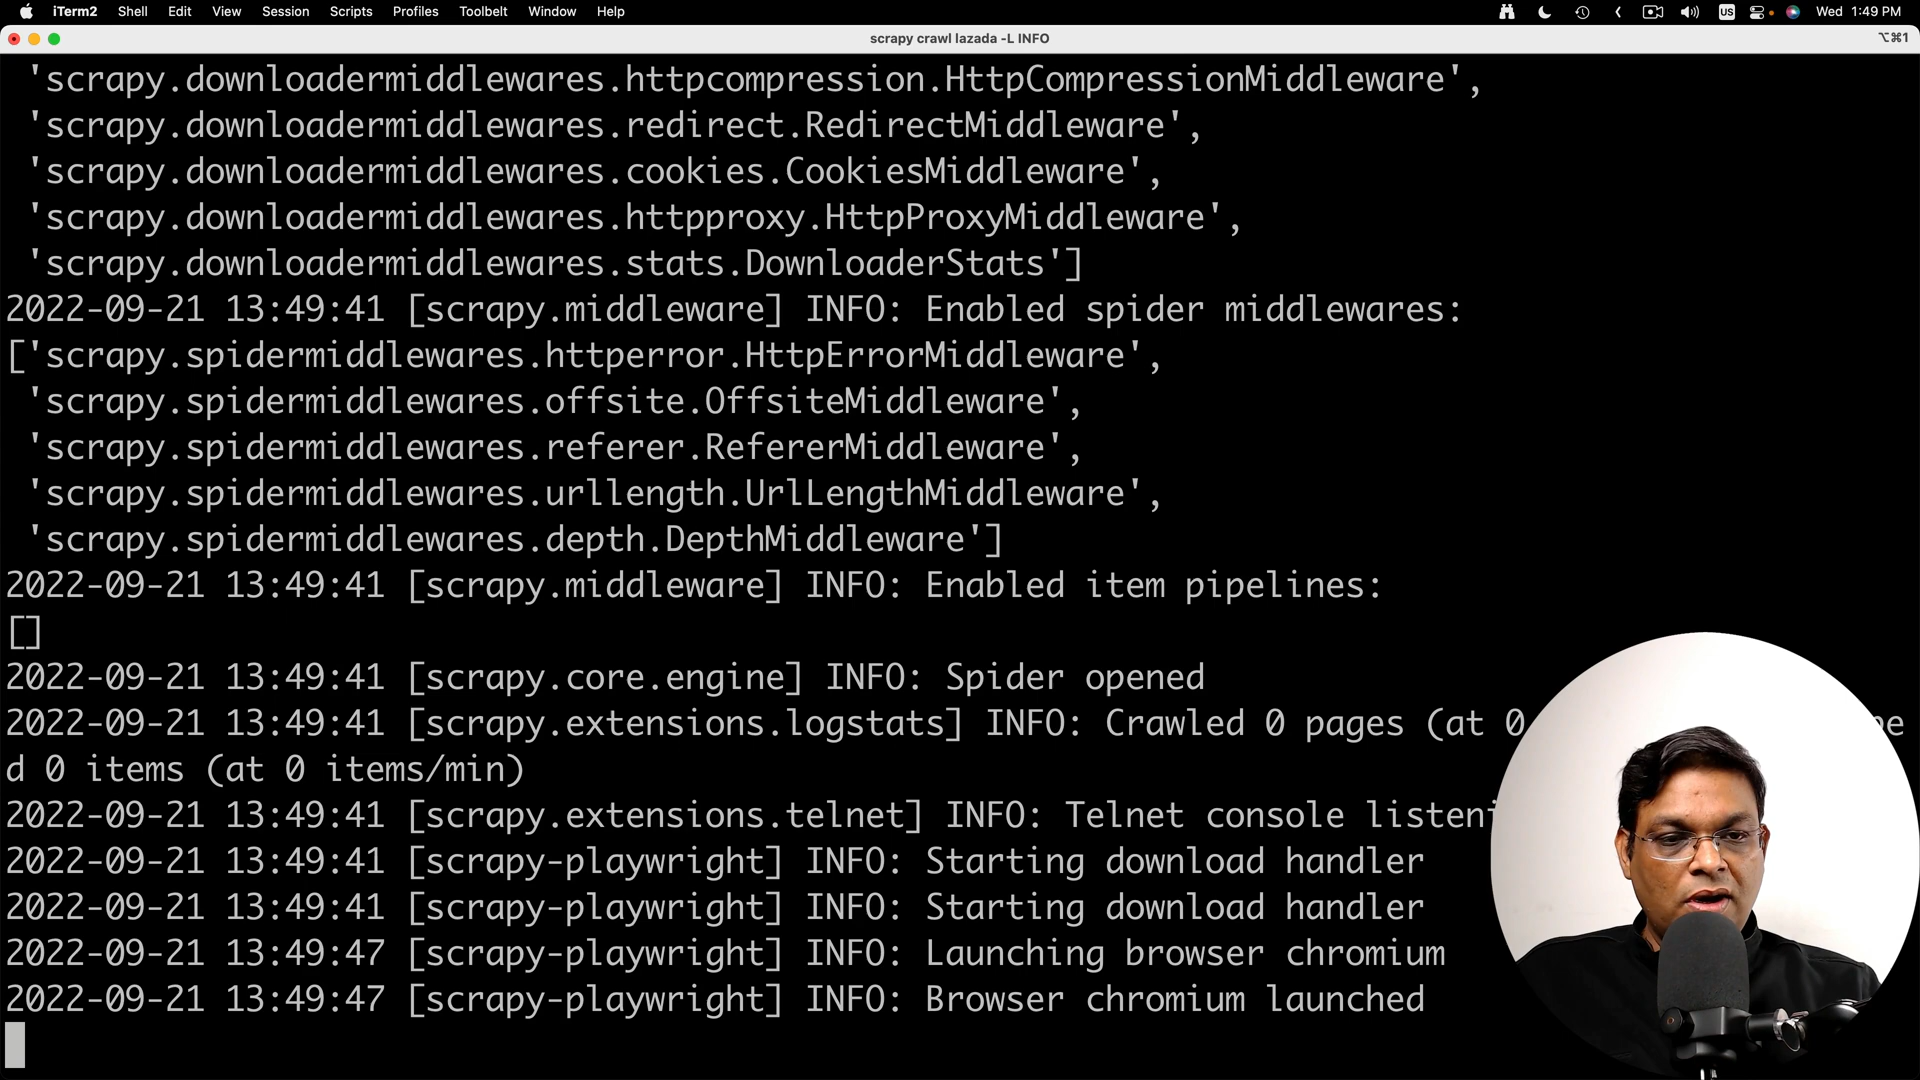 iTerm2 Shell Edit View Session Scripts Profiles Toolbelt Window Help US Wed 1:49 PM
scrapy crawl lazada -L INFO ⌥⌘1
'scrapy.downloadermiddlewares.httpcompression.HttpCompressionMiddleware',
'scrapy.downloadermiddlewares.redirect.RedirectMiddleware',
'scrapy.downloadermiddlewares.cookies.CookiesMiddleware',
'scrapy.downloadermiddlewares.httpproxy.HttpProxyMiddleware',
'scrapy.downloadermiddlewares.stats.DownloaderStats']
2022-09-21 13:49:41 [scrapy.middleware] INFO: Enabled spider middlewares:
['scrapy.spidermiddlewares.httperror.HttpErrorMiddleware',
'scrapy.spidermiddlewares.offsite.OffsiteMiddleware',
'scrapy.spidermiddlewares.referer.RefererMiddleware',
'scrapy.spidermiddlewares.urllength.UrlLengthMiddleware',
'scrapy.spidermiddlewares.depth.DepthMiddleware']
2022-09-21 13:49:41 [scrapy.middleware] INFO: Enabled item pipelines:
[]
2022-09-21 13:49:41 [scrapy.core.engine] INFO: Spider opened
2022-09-21 13:49:41 [scrapy.extensions.logstats] INFO: Crawled 0 pages (at 0 e
d 0 items (at 0 items/min)
2022-09-21 13:49:41 [scrapy.extensions.telnet] INFO: Telnet console listeni
2022-09-21 13:49:41 [scrapy-playwright] INFO: Starting download handler
2022-09-21 13:49:41 [scrapy-playwright] INFO: Starting download handler
2022-09-21 13:49:47 [scrapy-playwright] INFO: Launching browser chromium
2022-09-21 13:49:47 [scrapy-playwright] INFO: Browser chromium launched